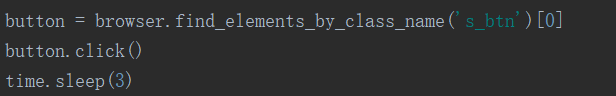 button = browser.find_elements_by_class_name('s_btn')[0]
button.click()
time.sleep(3)